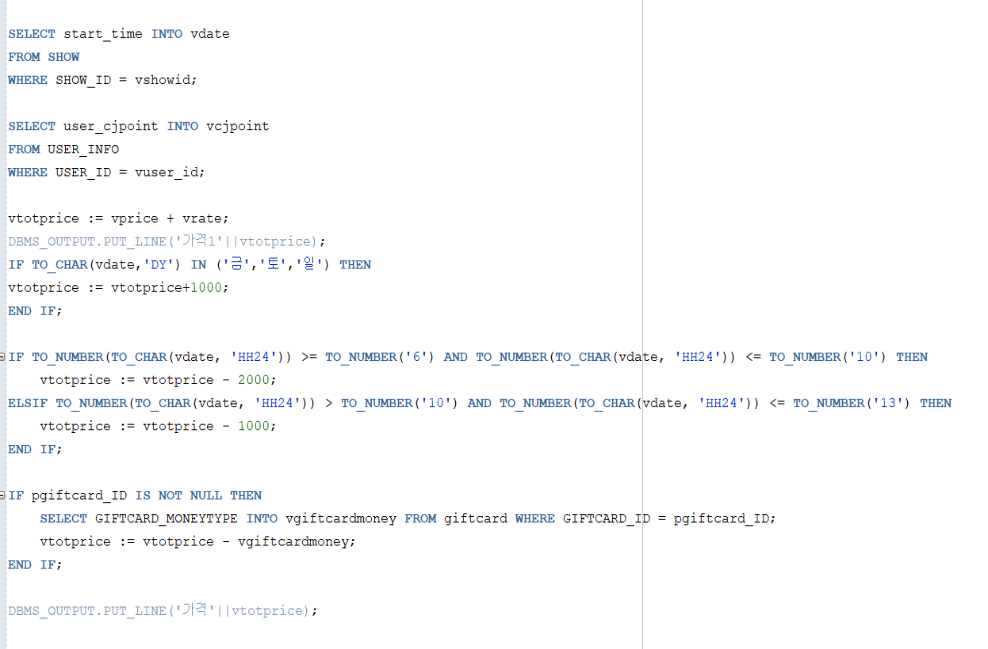 SELECT start_time INTO vdate
FROM SHOW
WHERE SHOW_ID = vshowid;
SELECT user_cjpoint INTO vcjpoint
FROM USER_INFO
WHERE USER_ID = vuser_id;
vtotprice := vprice + vrate;
DBMS_OUTPUT.PUT_LINE('가격1'||vtotprice);
IF TO_CHAR(vdate,'DY') IN ('금','토','일') THEN
vtotprice := vtotprice+1000;
END IF;
IF TO_NUMBER(TO_CHAR(vdate, 'HH24')) >= TO_NUMBER('6') AND TO_NUMBER(TO_CHAR(vdate, 'HH24')) <= TO_NUMBER('10') THEN
    vtotprice := vtotprice - 2000;
ELSIF TO_NUMBER(TO_CHAR(vdate, 'HH24')) > TO_NUMBER('10') AND TO_NUMBER(TO_CHAR(vdate, 'HH24')) <= TO_NUMBER('13') THEN
    vtotprice := vtotprice - 1000;
END IF;
IF pgiftcard_ID IS NOT NULL THEN
    SELECT GIFTCARD_MONEYTYPE INTO vgiftcardmoney FROM giftcard WHERE GIFTCARD_ID = pgiftcard_ID;
    vtotprice := vtotprice - vgiftcardmoney;
END IF;
DBMS_OUTPUT.PUT_LINE('가격'||vtotprice);